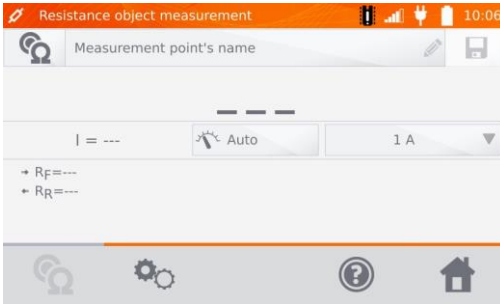 Resistance object measurement 10:06
Measurement point's name
---
I = --- Auto 1 A
RF=---
RR=---